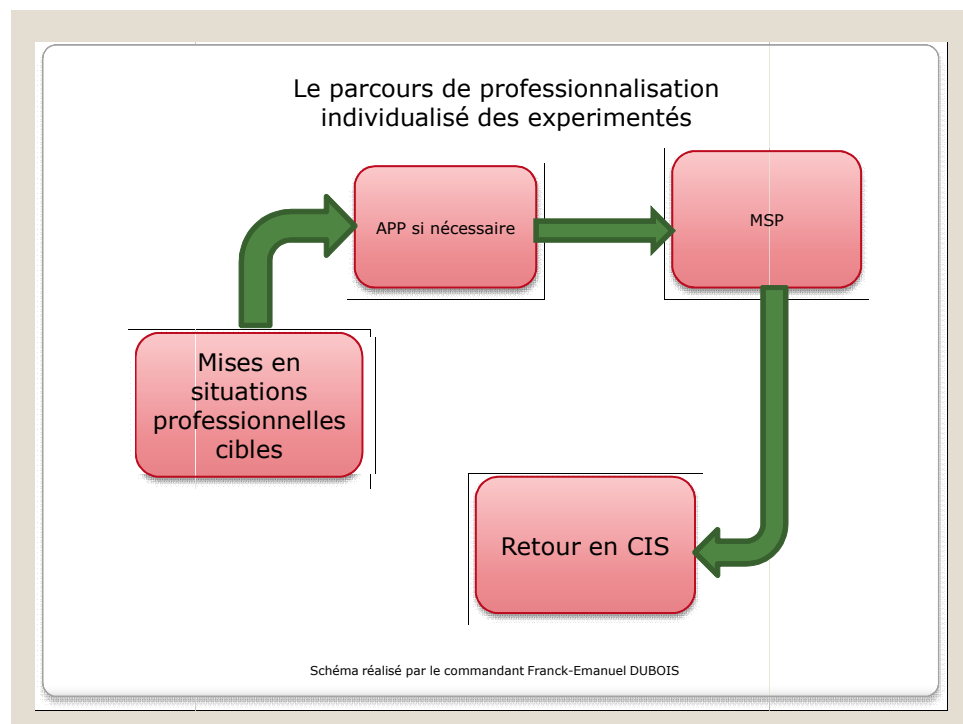 Le parcours de professionnalisation
individualisé des experimentés
APP si nécessaire
MSP
Mises en
situations
professionnelles
cibles
Retour en CIS
Schéma réalisé par le commandant Franck-Emanuel DUBOIS